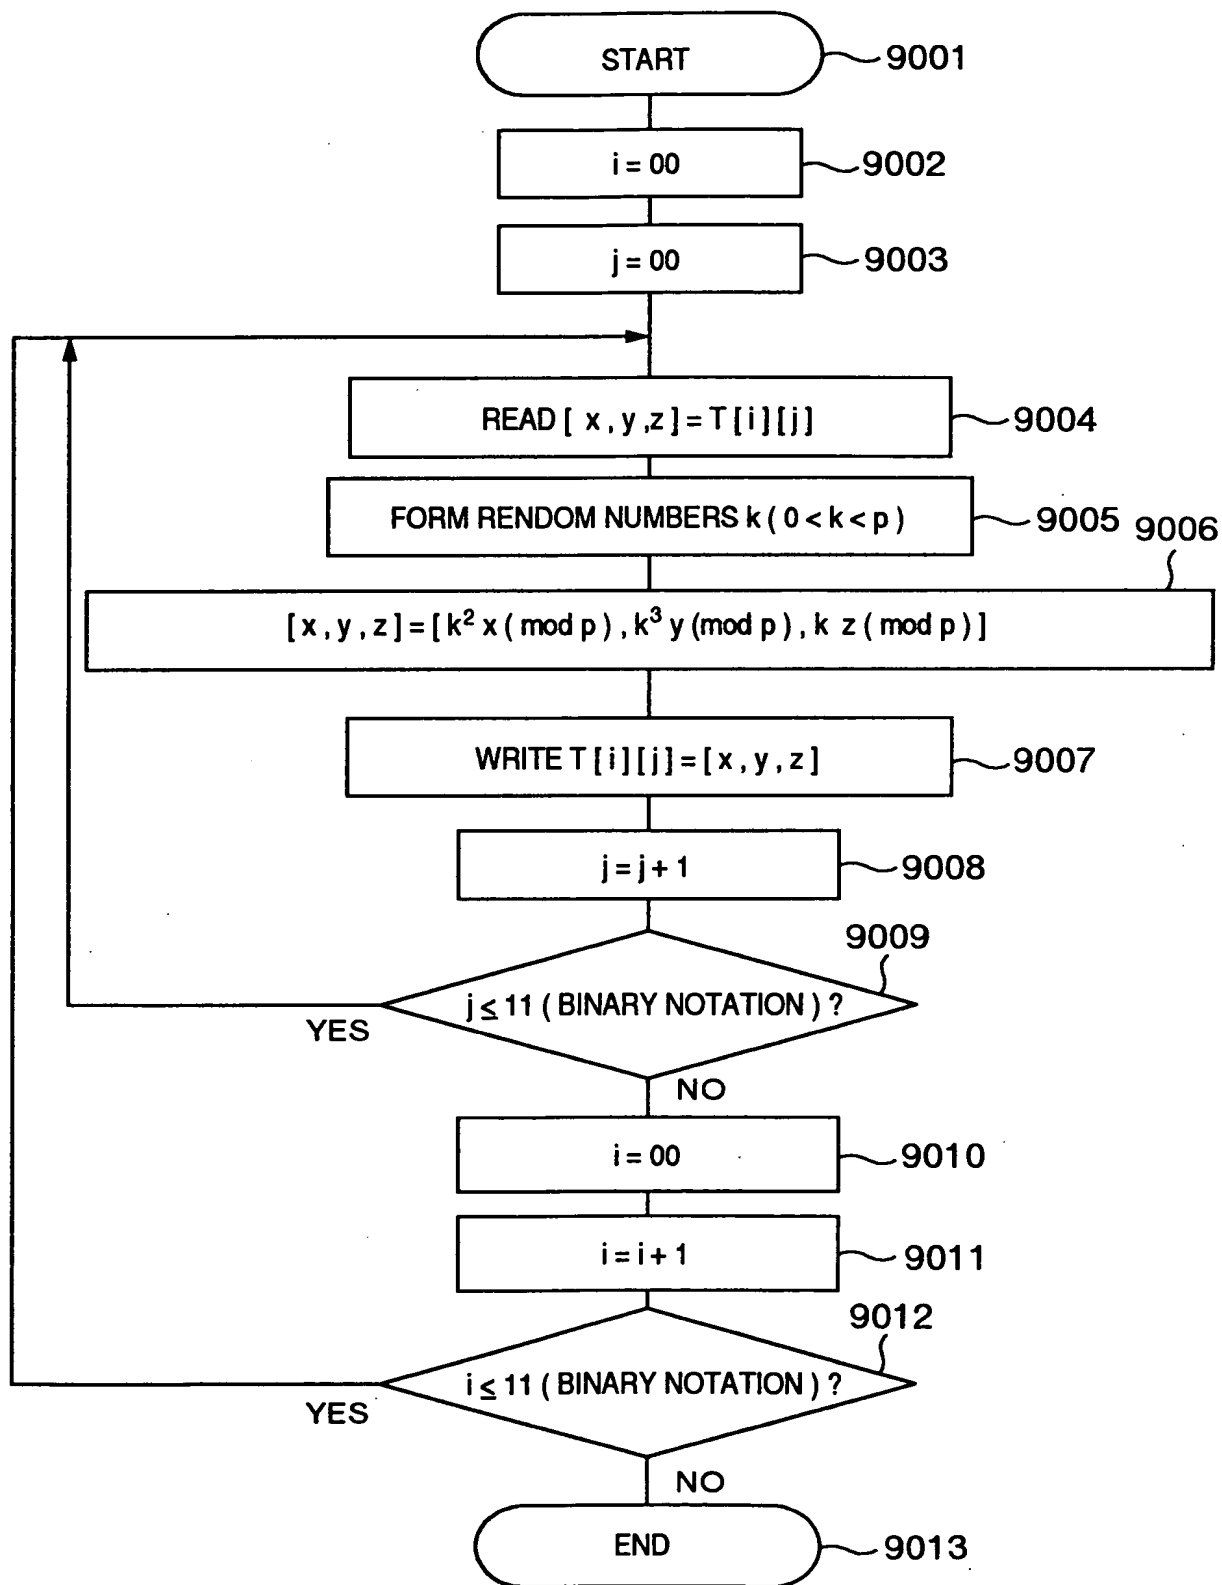 START 9001
i = 00 9002
j = 00 9003
READ [ x , y ,z ] = T [ i ] [ j ] 9004
FORM RENDOM NUMBERS k ( 0 < k < p ) 9005
9006
[ x , y , z ] = [ k² x ( mod p ) , k³ y (mod p ) , k z ( mod p ) ]
WRITE T [ i ] [ j ] = [ x , y , z ] 9007
j = j + 1 9008
9009
j ≤ 11 ( BINARY NOTATION ) ?
YES
NO
i = 00 9010
i = i + 1 9011
9012
i ≤ 11 ( BINARY NOTATION ) ?
YES
NO
END 9013